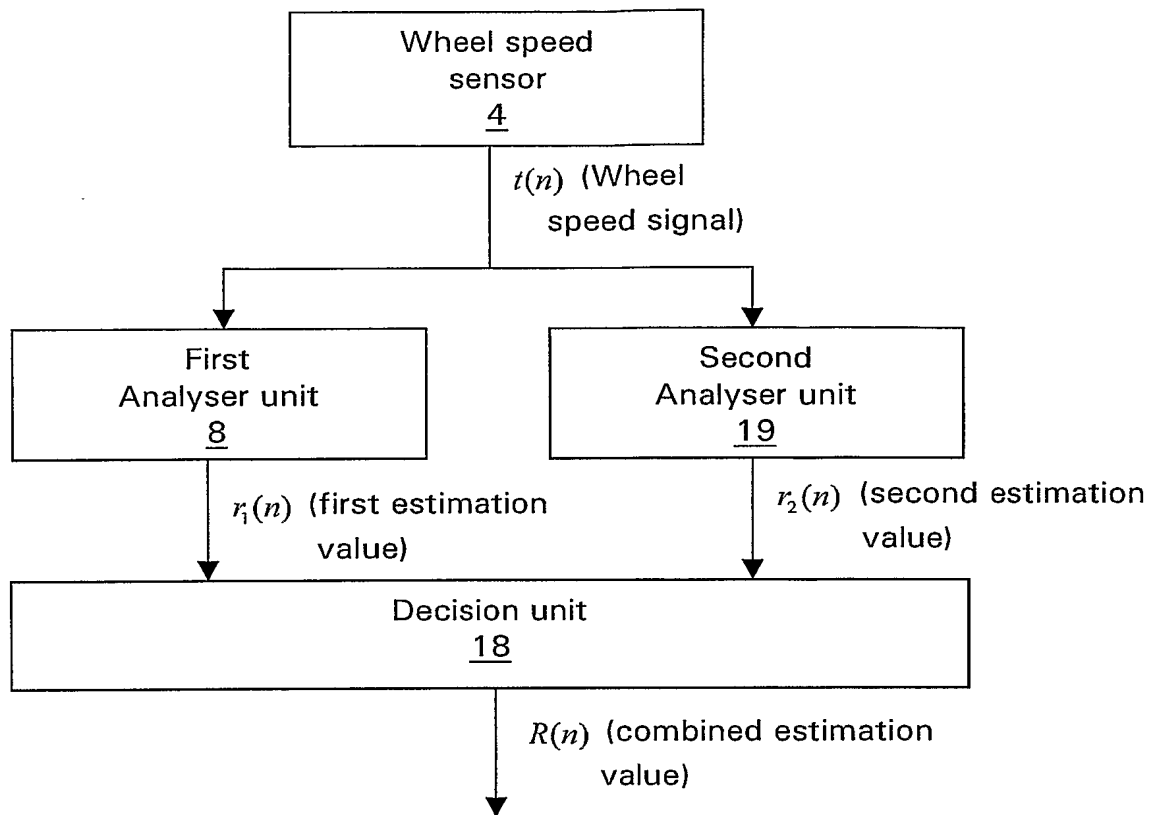 Wheel speed
sensor
4
t(n) (Wheel
speed signal)
First
Analyser unit
8
Second
Analyser unit
19
r₁(n) (first estimation
value)
r₂(n) (second estimation
value)
Decision unit
18
R(n) (combined estimation
value)